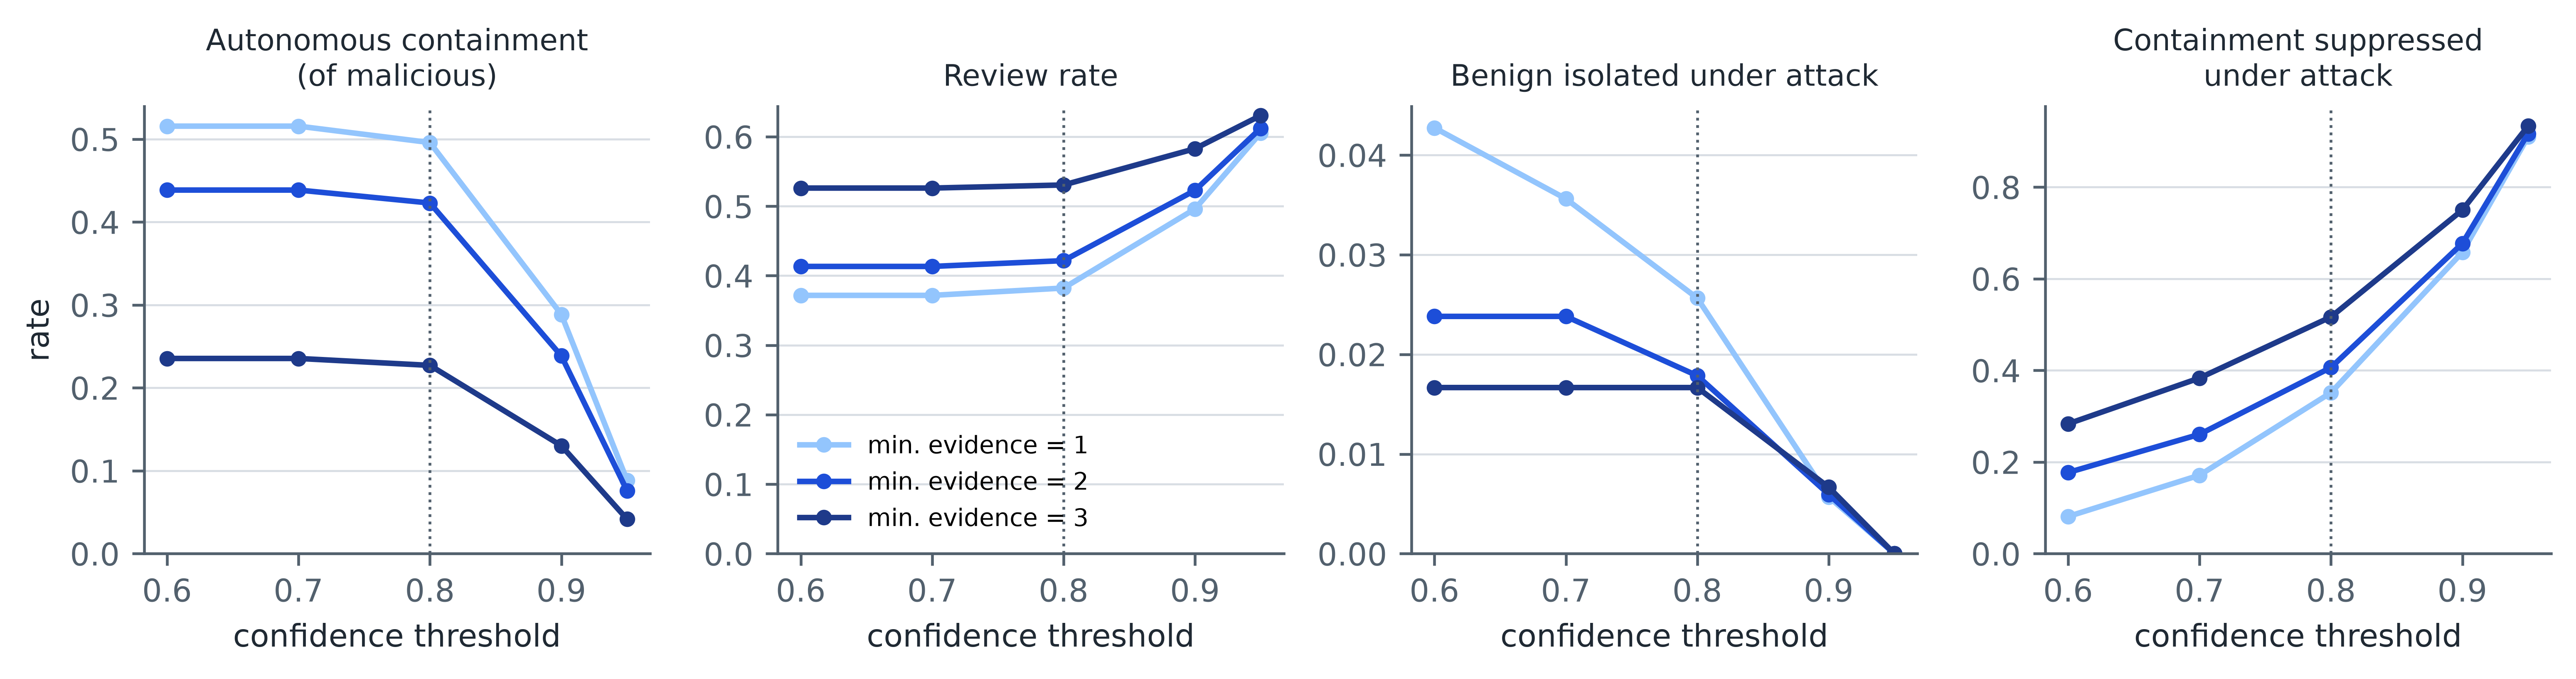 Autonomous containment
(of malicious)
rate
0.5
0.4
0.3
0.2
0.1
0.0
0.6 0.7 0.8 0.9
confidence threshold
Review rate
0.6
0.5
0.4
0.3
0.2
0.1
0.0
min. evidence = 1
min. evidence = 2
min. evidence = 3
0.6 0.7 0.8 0.9
confidence threshold
Benign isolated under attack
0.04
0.03
0.02
0.01
0.00
0.6 0.7 0.8 0.9
confidence threshold
Containment suppressed
under attack
0.8
0.6
0.4
0.2
0.0
0.6 0.7 0.8 0.9
confidence threshold